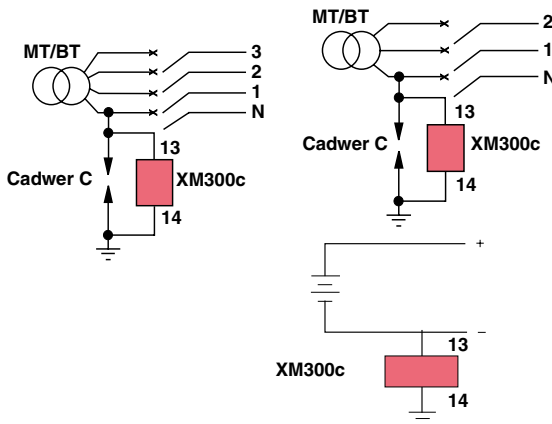 MT/BT
3
2
1
N
13
Cadwer C
XM300c
14
MT/BT
2
1
N
13
Cadwer C
XM300c
14
+
−
13
XM300c
14